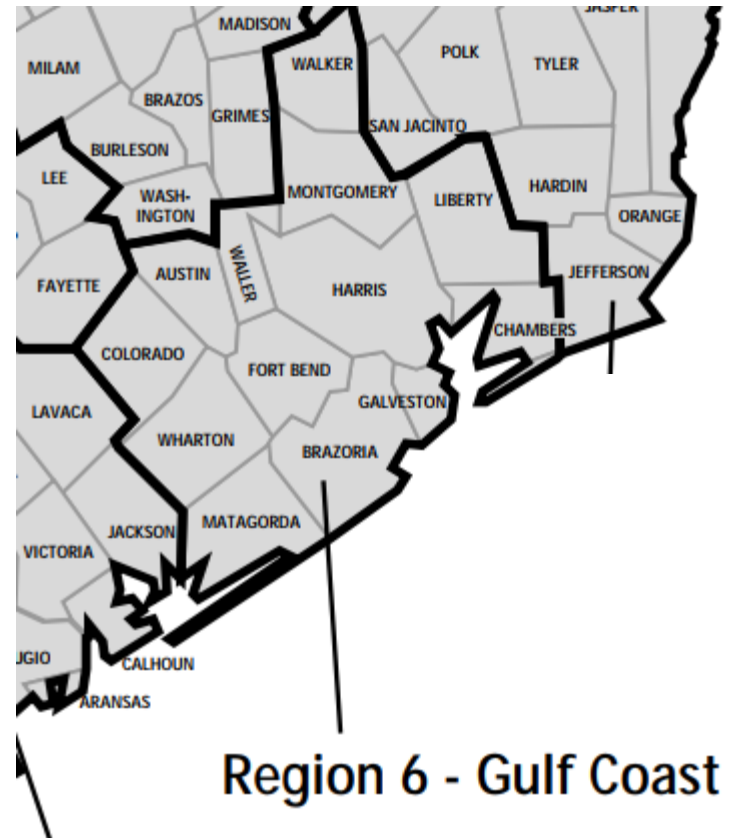 JASPER
MADISON
POLK
WALKER
TYLER
MILAM
BRAZOS
GRIMES
SAN JACINTO
BURLESON
LEE
HARDIN
MONTGOMERY
WASH-
INGTON
LIBERTY
ORANGE
AUSTIN
WALLER
JEFFERSON
FAYETTE
HARRIS
CHAMBERS
COLORADO
FORT BEND
GALVESTON
LAVACA
WHARTON
BRAZORIA
MATAGORDA
JACKSON
VICTORIA
UGIO
CALHOUN
ARANSAS
Region 6 - Gulf Coast